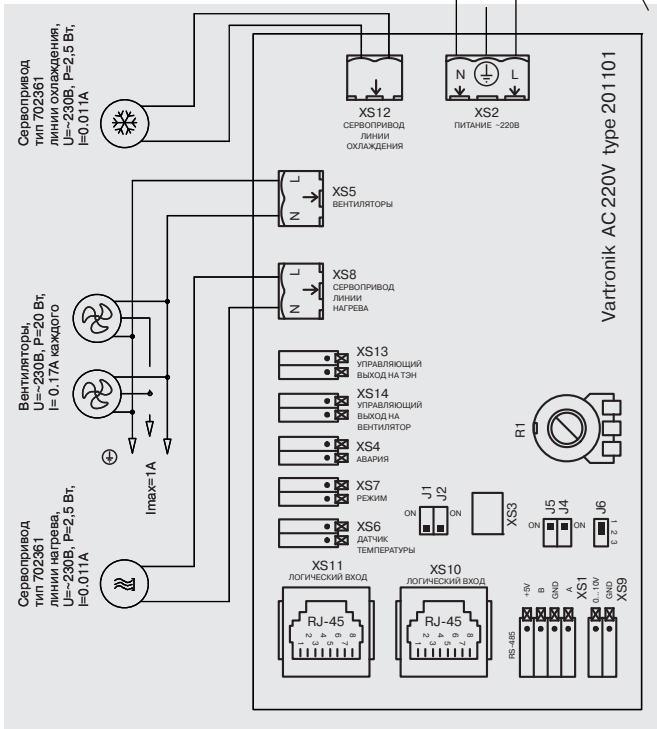 Сервопривод
тип 702361
линии охлаждения,
U=~230В, P=2,5 Вт,
I=0.011А
XS12
СЕРВОПРИВОД
ЛИНИИ
ОХЛАЖДЕНИЯ
N
L
XS2
ПИТАНИЕ ~220В
Vartronik AC 220V type 201101
L
N
XS5
ВЕНТИЛЯТОРЫ
L
N
XS8
СЕРВОПРИВОД
ЛИНИИ
НАГРЕВА
Вентиляторы,
U=~230В, P=20 Вт,
I= 0.17А каждого
Imax=1А
XS13
УПРАВЛЯЮЩИЙ
ВЫХОД НА ТЭН
XS14
УПРАВЛЯЮЩИЙ
ВЫХОД НА
ВЕНТИЛЯТОР
XS4
АВАРИЯ
XS7
РЕЖИМ
XS6
ДАТЧИК
ТЕМПЕРАТУРЫ
R1
J1
J2
ON
ON
XS3
J5
J4
ON
ON
J6
1
2
3
Сервопривод
тип 702361
линии нагрева,
U=~230В, P=2,5 Вт,
I=0.011А
XS11
ЛОГИЧЕСКИЙ ВХОД
RJ-45
1 2 3 4 5 6 7 8
XS10
ЛОГИЧЕСКИЙ ВХОД
RJ-45
1 2 3 4 5 6 7 8
RS-485
+5V
B
GND
A
XS1
0...10V
GND
XS9